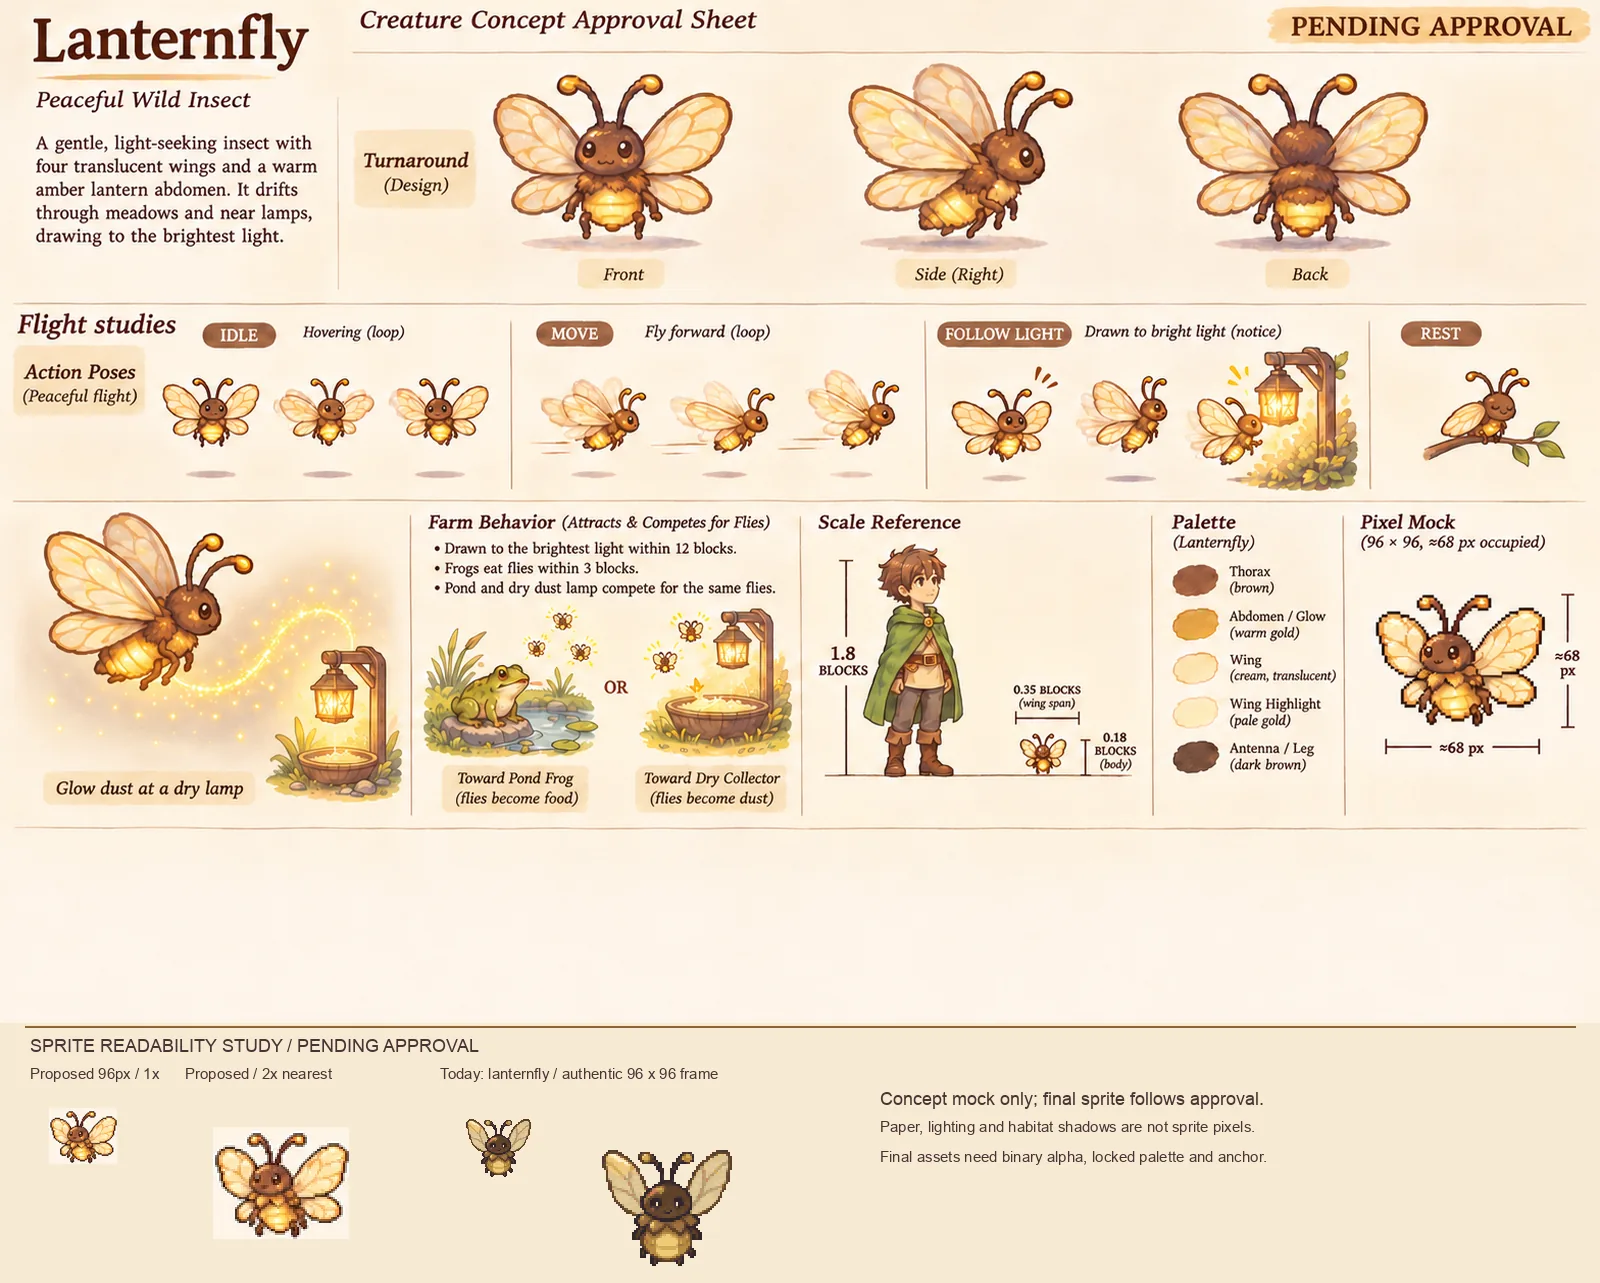 Lanternfly
Creature Concept Approval Sheet
PENDING APPROVAL
Peaceful Wild Insect
A gentle, light-seeking insect with
four translucent wings and a warm
amber lantern abdomen. It drifts
through meadows and near lamps,
drawing to the brightest light.
Turnaround
(Design)
Front
Side (Right)
Back
Flight studies
Action Poses
(Peaceful flight)
IDLE
Hovering (loop)
MOVE
Fly forward (loop)
FOLLOW LIGHT
Drawn to bright light (notice)
REST
Glow dust at a dry lamp
Farm Behavior (Attracts & Competes for Flies)
• Drawn to the brightest light within 12 blocks.
• Frogs eat flies within 3 blocks.
• Pond and dry dust lamp compete for the same flies.
OR
Toward Pond Frog
(flies become food)
Toward Dry Collector
(flies become dust)
Scale Reference
1.8
BLOCKS
0.35 BLOCKS
(wing span)
0.18
BLOCKS
(body)
Palette
(Lanternfly)
Thorax
(brown)
Abdomen / Glow
(warm gold)
Wing
(cream, translucent)
Wing Highlight
(pale gold)
Antenna / Leg
(dark brown)
Pixel Mock
(96 × 96, ≈68 px occupied)
≈68
px
≈68 px
SPRITE READABILITY STUDY / PENDING APPROVAL
Proposed 96px / 1x
Proposed / 2x nearest
Today: lanternfly / authentic 96 x 96 frame
Concept mock only; final sprite follows approval.
Paper, lighting and habitat shadows are not sprite pixels.
Final assets need binary alpha, locked palette and anchor.